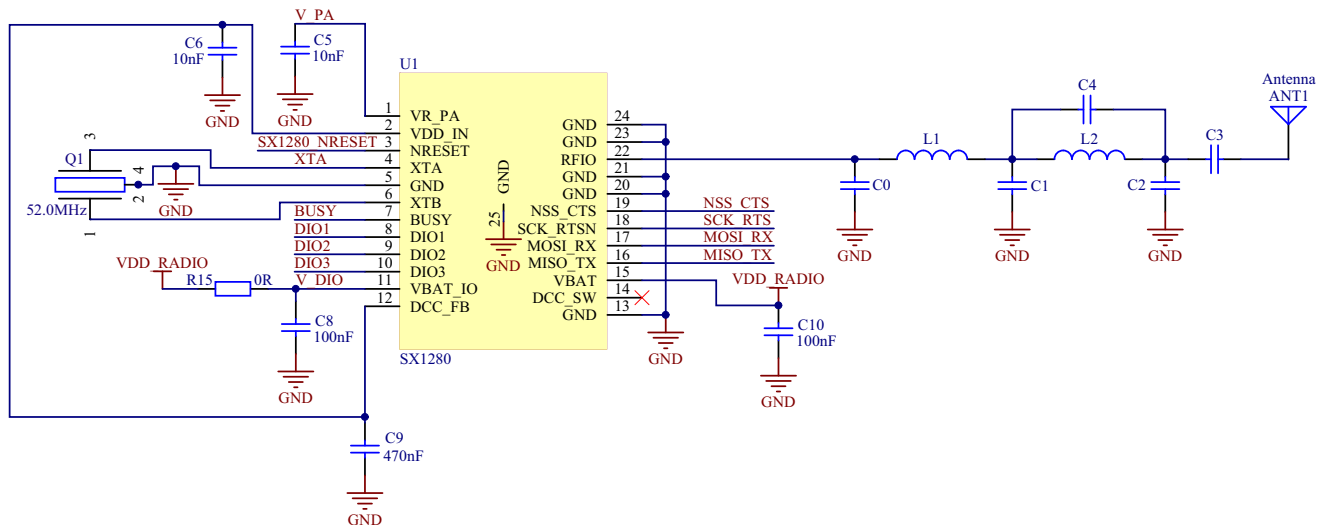 V_PA
C6
10nF
C5
10nF
GND
GND
U1
1
VR_PA
2
VDD_IN
SX1280_NRESET
3
NRESET
XTA
4
XTA
5
GND
6
XTB
BUSY
7
BUSY
DIO1
8
DIO1
DIO2
9
DIO2
DIO3
10
DIO3
V_DIO
11
VBAT_IO
12
DCC_FB
GND
25
GND
24
GND
23
GND
22
RFIO
21
GND
20
GND
19
NSS_CTS
NSS_CTS
18
SCK_RTSN
SCK_RTS
17
MOSI_RX
MOSI_RX
16
MISO_TX
MISO_TX
15
VBAT
14
DCC_SW
13
GND
SX1280
Q1
3
4
2
1
52.0MHz
GND
VDD_RADIO
R15
0R
C8
100nF
GND
C9
470nF
GND
GND
VDD_RADIO
C10
100nF
GND
C0
GND
L1
C1
GND
C4
L2
C2
GND
C3
Antenna
ANT1